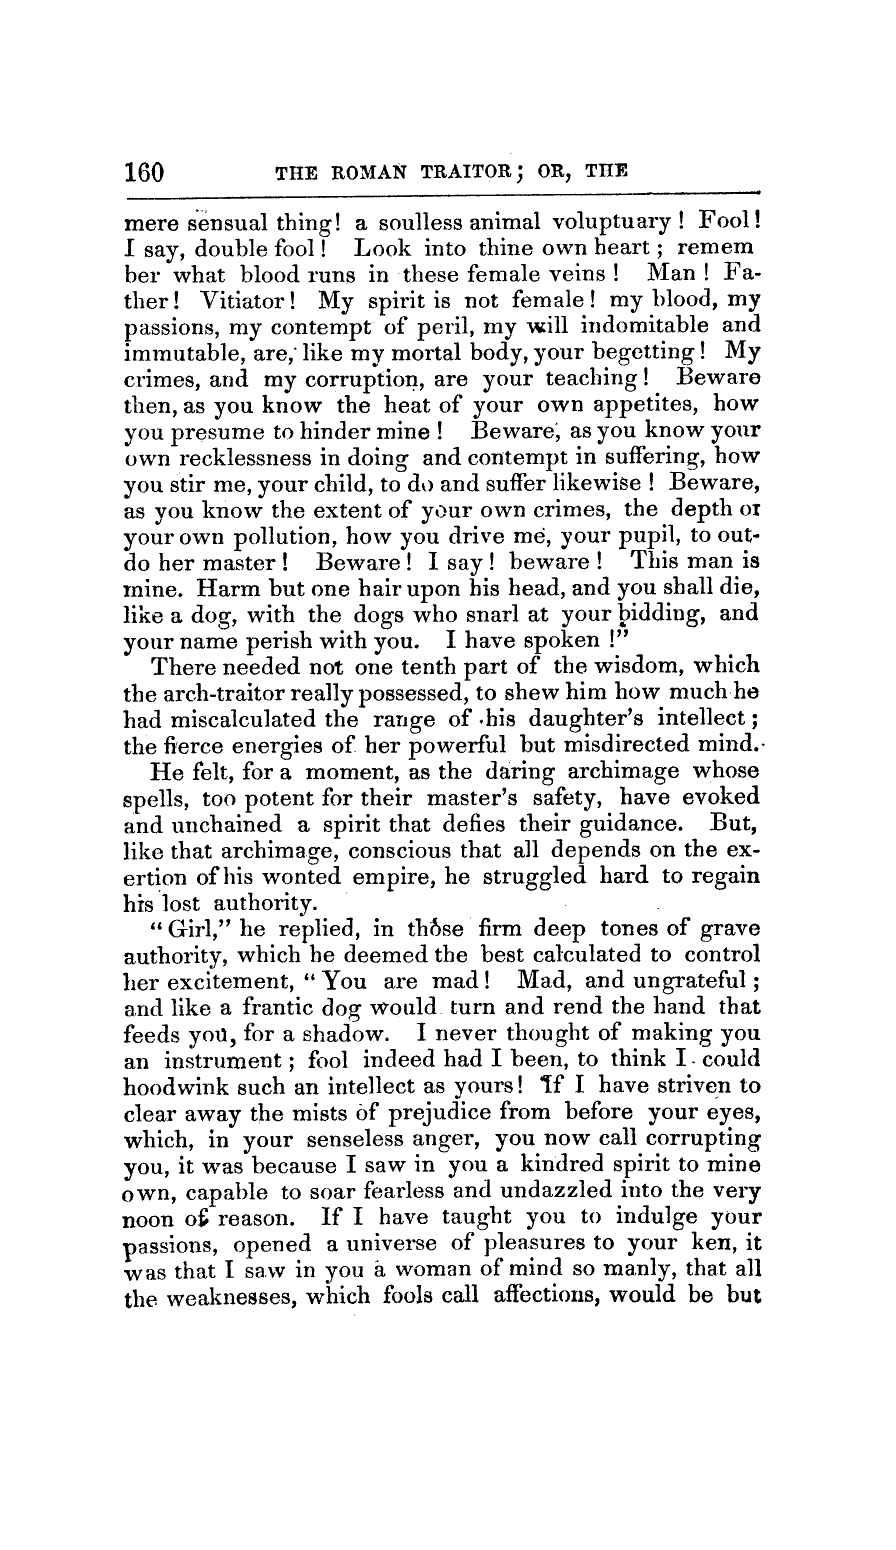 160 THE ROMAN TRAITOR; OR, THE
mere sensual thing! a soulless animal voluptuary! Fool!
I say, double fool! Look into thine own heart; remem
ber what blood runs in these female veins! Man! Fa-
ther! Vitiator! My spirit is not female! my blood, my
passions, my contempt of peril, my will indomitable and
immutable, are, like my mortal body, your begetting! My
crimes, and my corruption, are your teaching! Beware
then, as you know the heat of your own appetites, how
you presume to hinder mine! Beware, as you know your
own recklessness in doing and contempt in suffering, how
you stir me, your child, to do and suffer likewise! Beware,
as you know the extent of your own crimes, the depth or
your own pollution, how you drive me, your pupil, to out-
do her master! Beware! I say! beware! This man is
mine. Harm but one hair upon his head, and you shall die,
like a dog, with the dogs who snarl at your bidding, and
your name perish with you. I have spoken!"
There needed not one tenth part of the wisdom, which
the arch-traitor really possessed, to shew him how much he
had miscalculated the range of his daughter's intellect;
the fierce energies of her powerful but misdirected mind.
He felt, for a moment, as the daring archimage whose
spells, too potent for their master's safety, have evoked
and unchained a spirit that defies their guidance. But,
like that archimage, conscious that all depends on the ex-
ertion of his wonted empire, he struggled hard to regain
his lost authority.
"Girl," he replied, in those firm deep tones of grave
authority, which he deemed the best calculated to control
her excitement, "You are mad! Mad, and ungrateful;
and like a frantic dog would turn and rend the hand that
feeds you, for a shadow. I never thought of making you
an instrument; fool indeed had I been, to think I could
hoodwink such an intellect as yours! If I have striven to
clear away the mists of prejudice from before your eyes,
which, in your senseless anger, you now call corrupting
you, it was because I saw in you a kindred spirit to mine
own, capable to soar fearless and undazzled into the very
noon of reason. If I have taught you to indulge your
passions, opened a universe of pleasures to your ken, it
was that I saw in you a woman of mind so manly, that all
the weaknesses, which fools call affections, would be but